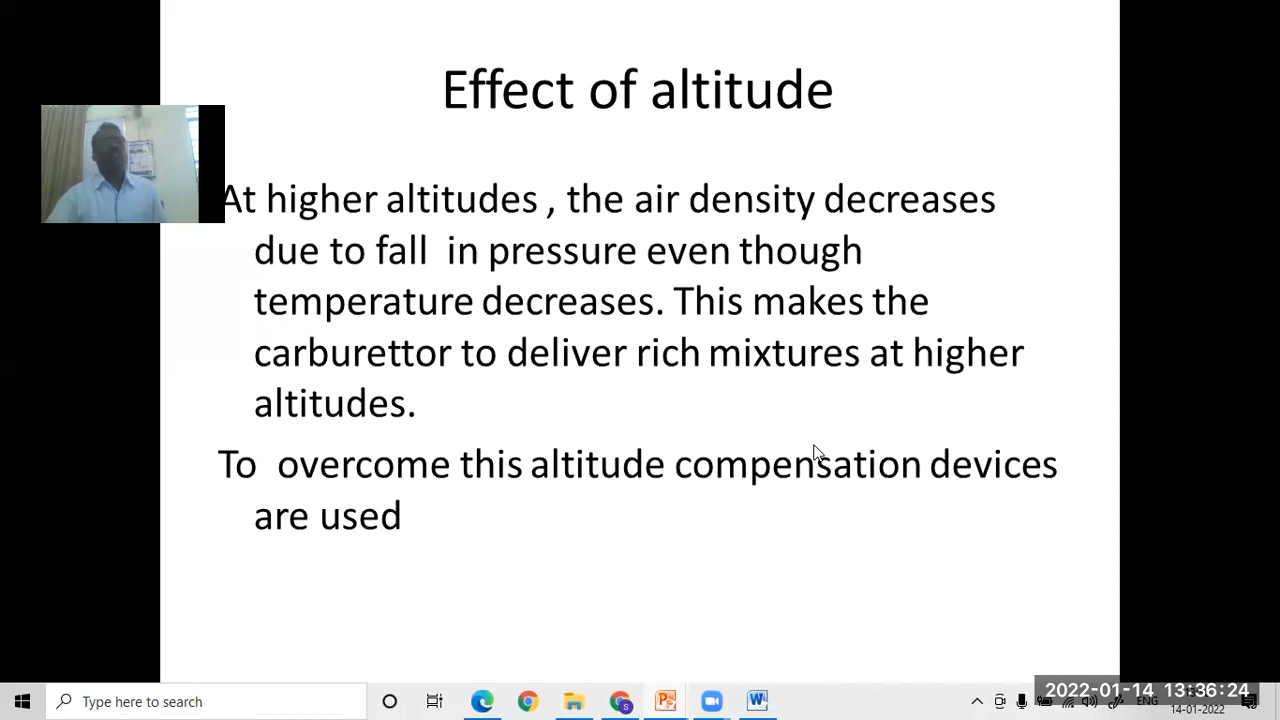 Effect of altitude
At higher altitudes , the air density decreases
due to fall in pressure even though
temperature decreases. This makes the
carburettor to deliver rich mixtures at higher
altitudes.
To overcome this altitude compensation devices
are used
Type here to search
ENG
2022-01-14 13:36:24
14-01-2022